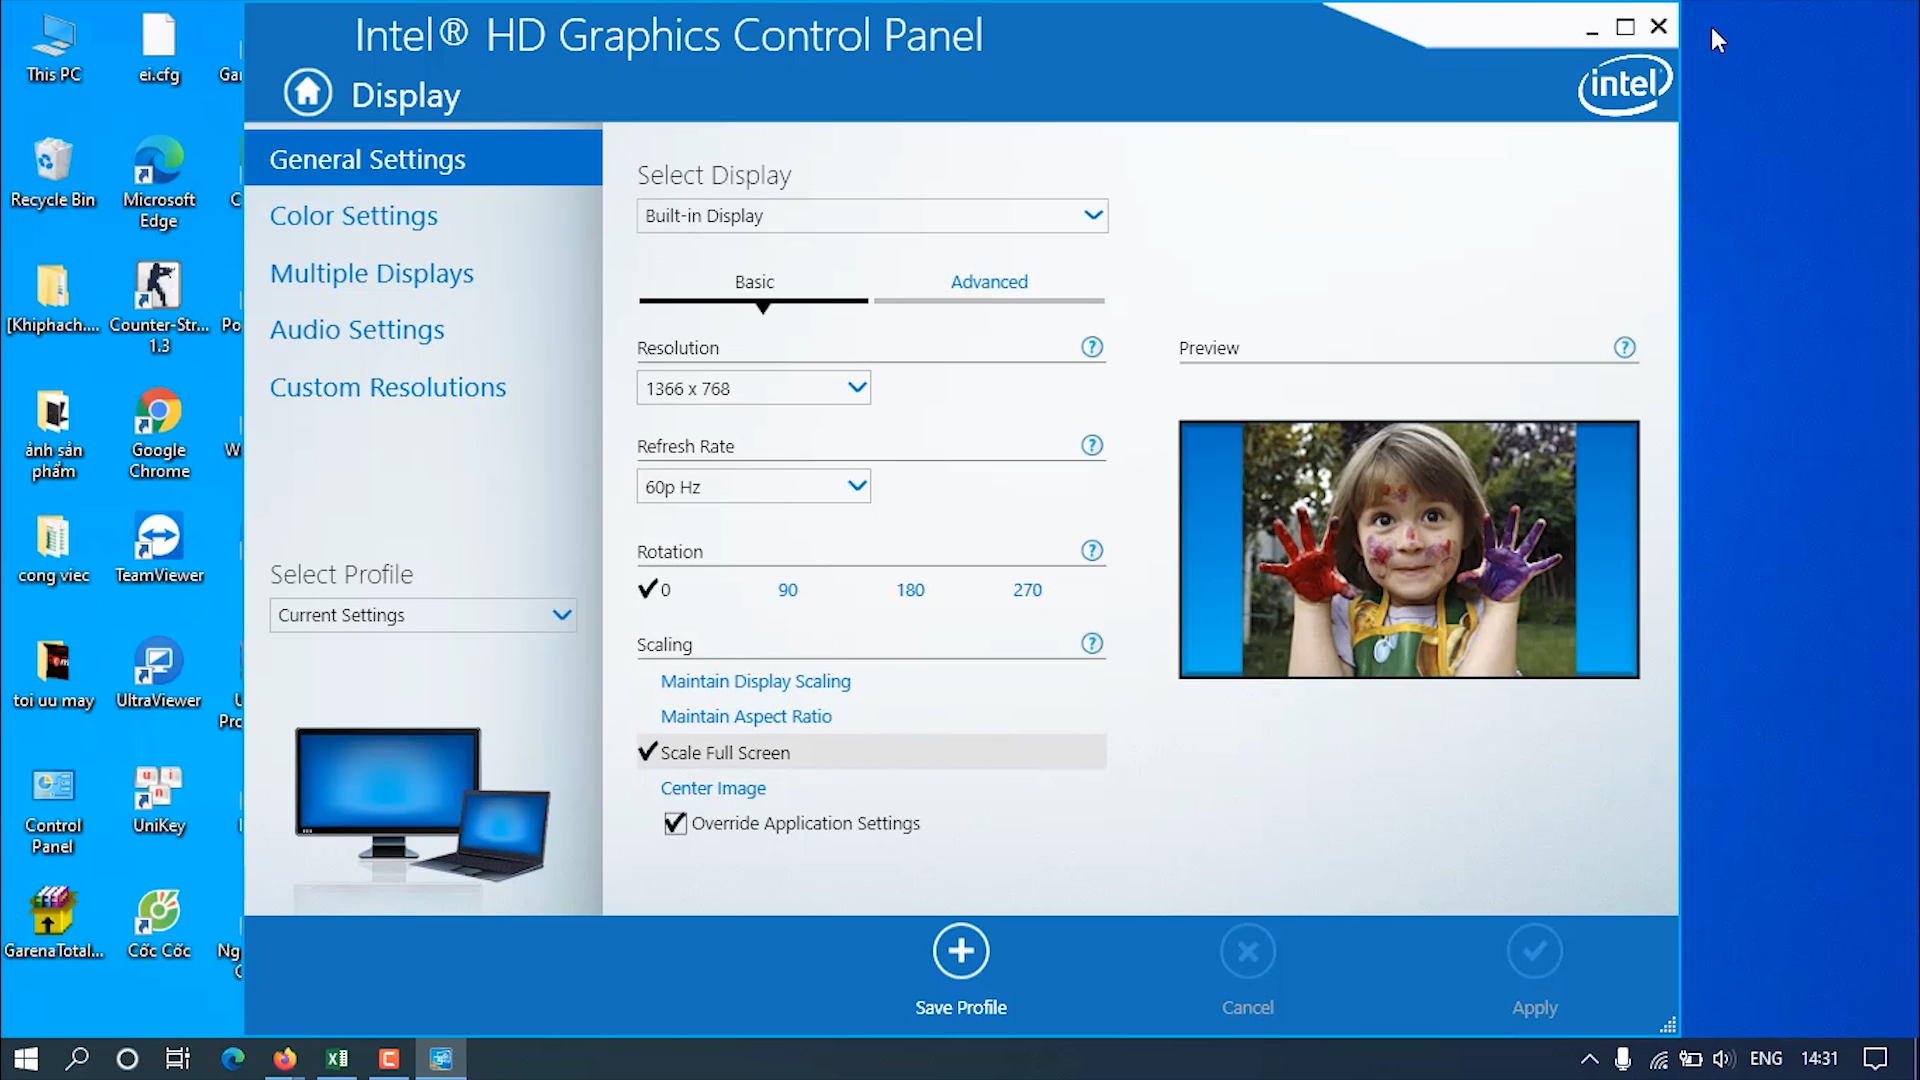 Intel® HD Graphics Control Panel
intel
Display
This PC
ei.cfg
Gar
Recycle Bin
Microsoft
Edge
C
[Khiphach....
Counter-Str...
1.3
Po
ảnh sản
phẩm
Google
Chrome
W
cong viec
TeamViewer
toi uu may
UltraViewer
U
Pro
Control
Panel
UniKey
GarenaTotal...
Cốc Cốc
Ng
General Settings
Color Settings
Multiple Displays
Audio Settings
Custom Resolutions
Select Profile
Current Settings
Select Display
Built-in Display
Basic
Advanced
Resolution
1366 x 768
Refresh Rate
60p Hz
Rotation
0 90 180 270
Scaling
Maintain Display Scaling
Maintain Aspect Ratio
Scale Full Screen
Center Image
Override Application Settings
Preview
Save Profile
Cancel
Apply
ENG 14:31